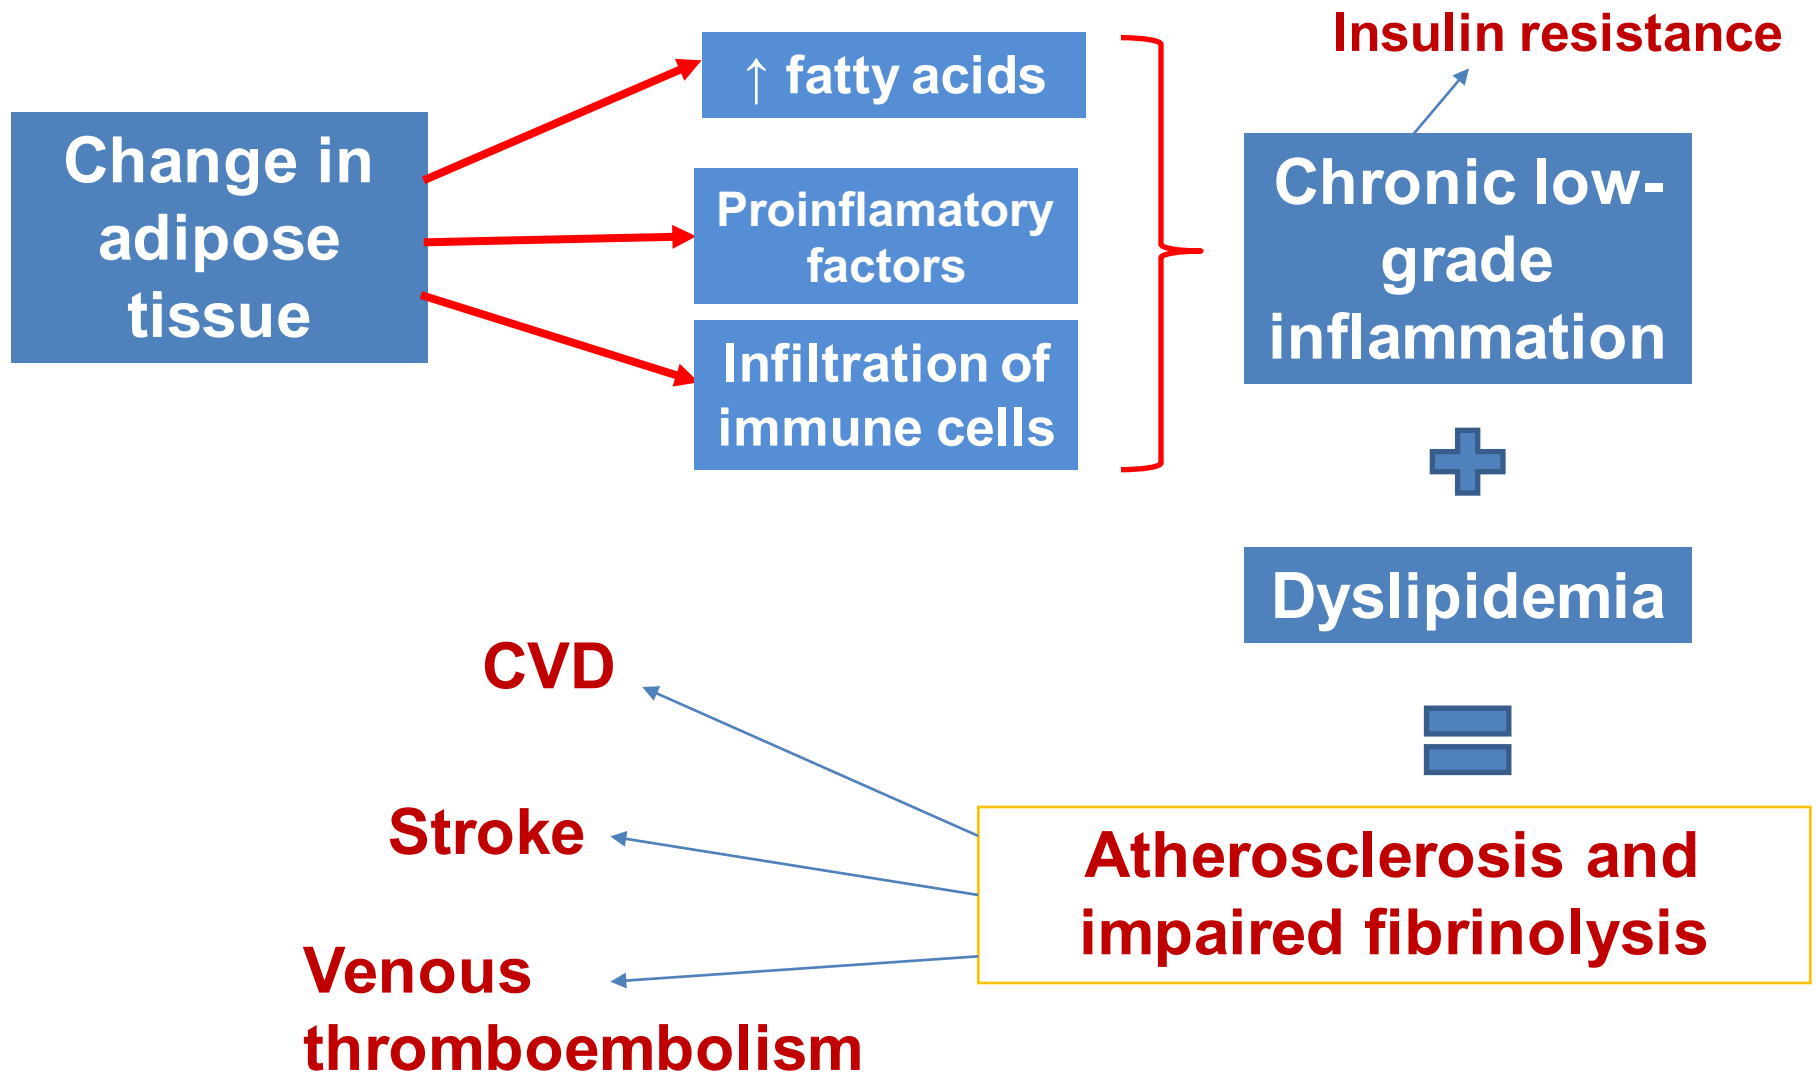 Change in
adipose
tissue
↑ fatty acids
Proinflamatory
factors
Infiltration of
immune cells
Insulin resistance
Chronic low-
grade
inflammation
Dyslipidemia
Atherosclerosis and
impaired fibrinolysis
CVD
Stroke
Venous
thromboembolism